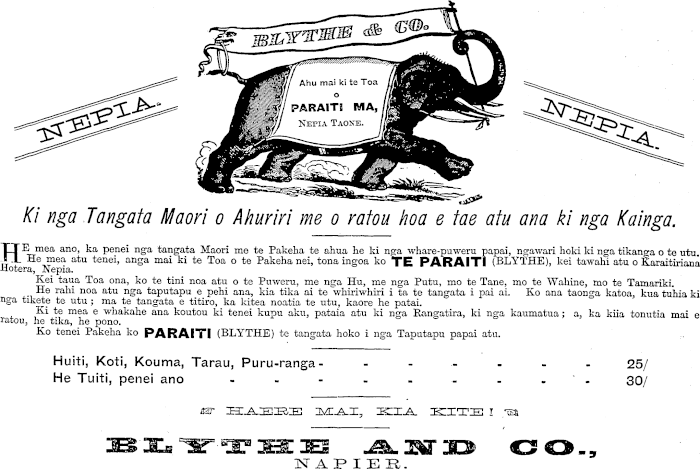 BLYTHE & CO.
Ahu mai ki te Toa
o
PARAITI MA,
NEPIA TAONE.
NEPIA.
NEPIA.
Ki nga Tangata Maori o Ahuriri me o ratou hoa e tae atu ana ki nga Kainga.
HE mea ano, ka penei nga tangata Maori me te Pakeha te ahua he ki nga whare-puweru papai, ngawari hoki ki nga tikanga o te utu.
He mea atu tenei, anga mai ki te Toa o te Pakeha nei, tona ingoa ko TE PARAITI (BLYTHE), kei tawahi atu o Karaitiriana
Hotera, Nepia.
Kei taua Toa ona, ko te tini noa atu o te Puweru, me nga Hu, me nga Putu, mo te Tane, mo te Wahine, mo te Tamariki.
He rahi noa atu nga taputapu e pehi ana, kia tika ai te whiriwhiri i ta te tangata i pai ai. Ko ana taonga katoa, kua tuhia ki
nga tikete te utu; ma te tangata e titiro, ka kitea noatia te utu, kaore he patai.
Ki te mea e whakahe ana koutou ki tenei kupu aku, pataia atu ki nga Rangatira, ki nga kaumatua; a, ka kiia tonutia mai e
ratou, he tika, he pono.
Ko tenei Pakeha ko PARAITI (BLYTHE) te tangata hoko i nga Taputapu papai atu.
Huiti, Koti, Kouma, Tarau, Puru-ranga - - - - - - - 25/
He Tuiti, penei ano - - - - - - - - - 30/
HAERE MAI, KIA KITE!
BLYTHE AND CO.,
NAPIER.